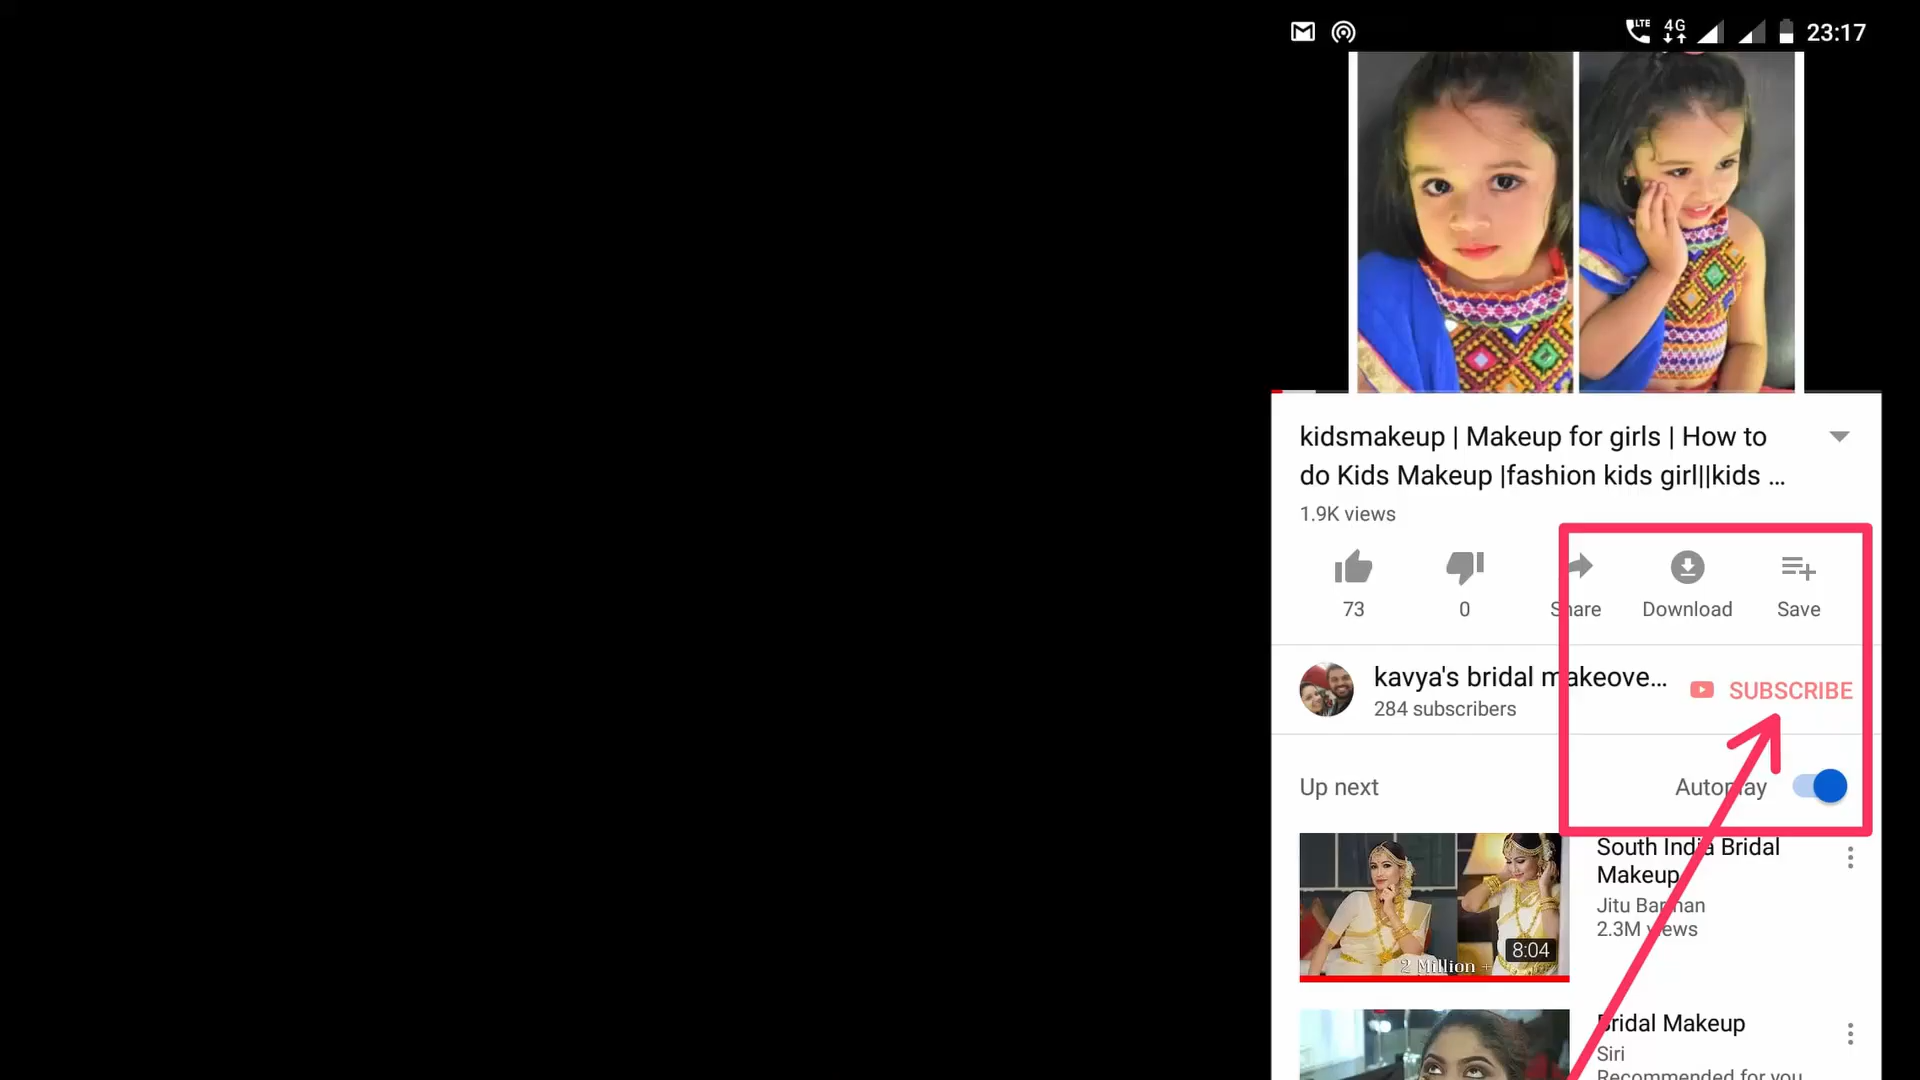 LTE 4G 23:17
kidsmakeup | Makeup for girls | How to
do Kids Makeup |fashion kids girl||kids ...
1.9K views
73 0 Share Download Save
kavya's bridal makeove...
284 subscribers
SUBSCRIBE
Up next Autoplay
South India Bridal
Makeup
Jitu Barman
2.3M views
8:04
2 Million +
Bridal Makeup
Siri
Recommended for you